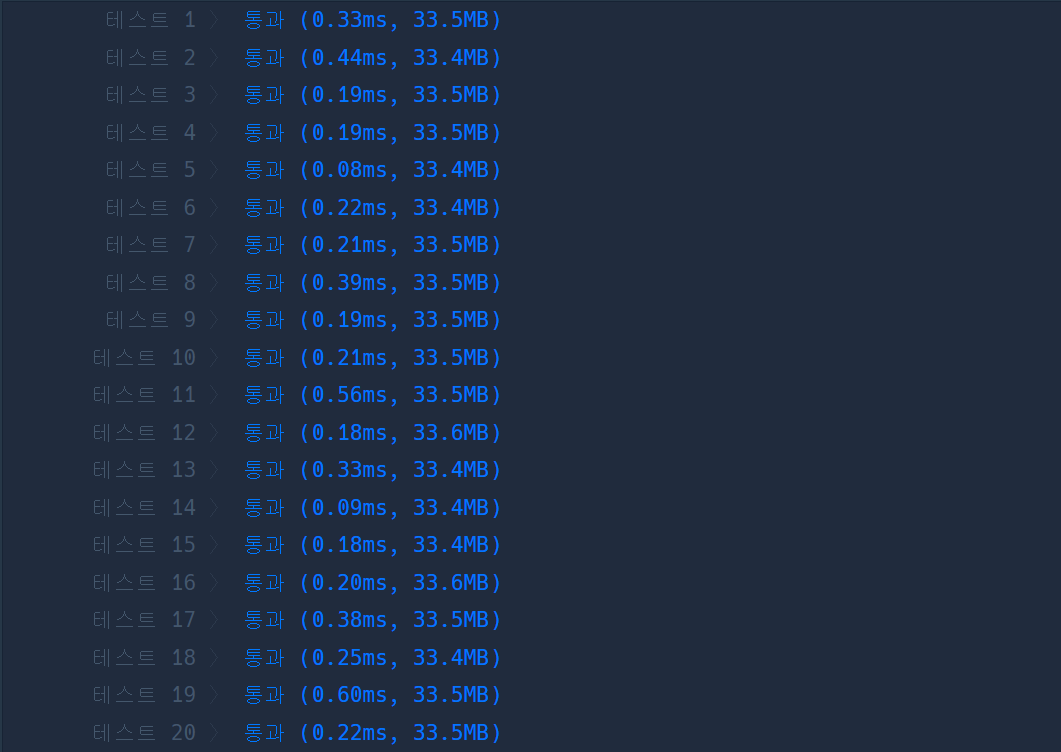 테스트 1 〉 통과 (0.33ms, 33.5MB)
테스트 2 〉 통과 (0.44ms, 33.4MB)
테스트 3 〉 통과 (0.19ms, 33.5MB)
테스트 4 〉 통과 (0.19ms, 33.5MB)
테스트 5 〉 통과 (0.08ms, 33.4MB)
테스트 6 〉 통과 (0.22ms, 33.4MB)
테스트 7 〉 통과 (0.21ms, 33.5MB)
테스트 8 〉 통과 (0.39ms, 33.5MB)
테스트 9 〉 통과 (0.19ms, 33.5MB)
테스트 10 〉 통과 (0.21ms, 33.5MB)
테스트 11 〉 통과 (0.56ms, 33.5MB)
테스트 12 〉 통과 (0.18ms, 33.6MB)
테스트 13 〉 통과 (0.33ms, 33.4MB)
테스트 14 〉 통과 (0.09ms, 33.4MB)
테스트 15 〉 통과 (0.18ms, 33.4MB)
테스트 16 〉 통과 (0.20ms, 33.6MB)
테스트 17 〉 통과 (0.38ms, 33.5MB)
테스트 18 〉 통과 (0.25ms, 33.4MB)
테스트 19 〉 통과 (0.60ms, 33.5MB)
테스트 20 〉 통과 (0.22ms, 33.5MB)